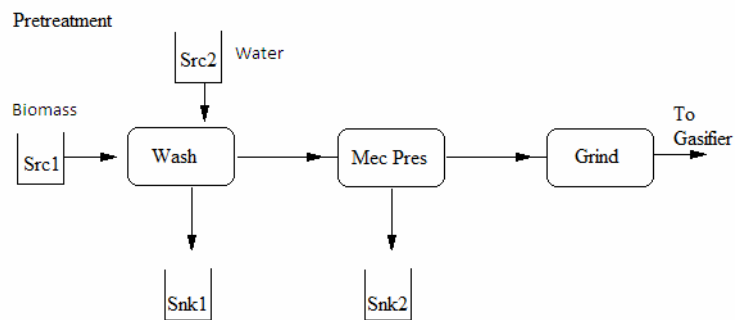 Pretreatment
Src2 Water
Biomass
Src1
Wash
Mec Pres
Grind
To
Gasifier
Snk1
Snk2